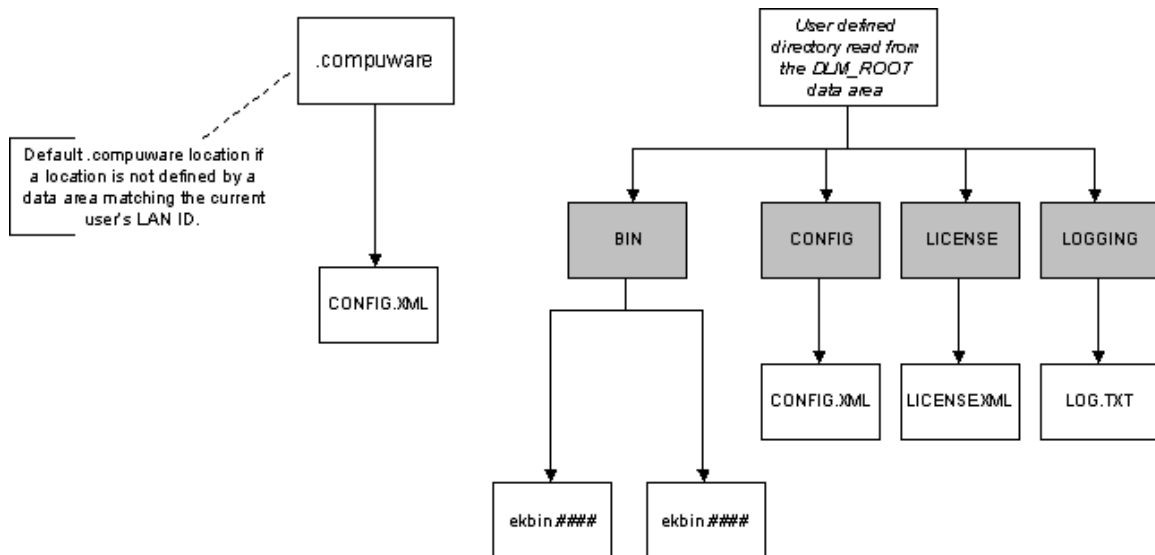 .compuware
Default .compuware location if
a location is not defined by a
data area matching the current
user's LAN ID.
CONFIG.XML
User defined
directory read from
the DLM_ROOT
data area
BIN
CONFIG
LICENSE
LOGGING
CONFIG.XML
LICENSE.XML
LOG.TXT
ekbin.####
ekbin.####